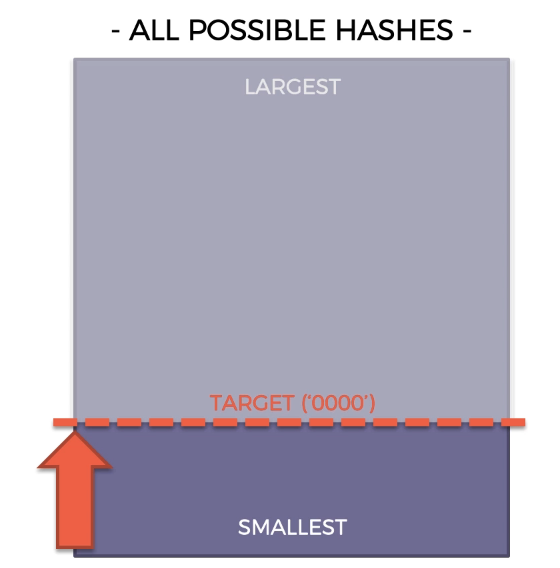 - ALL POSSIBLE HASHES -
LARGEST
TARGET ('0000')
SMALLEST